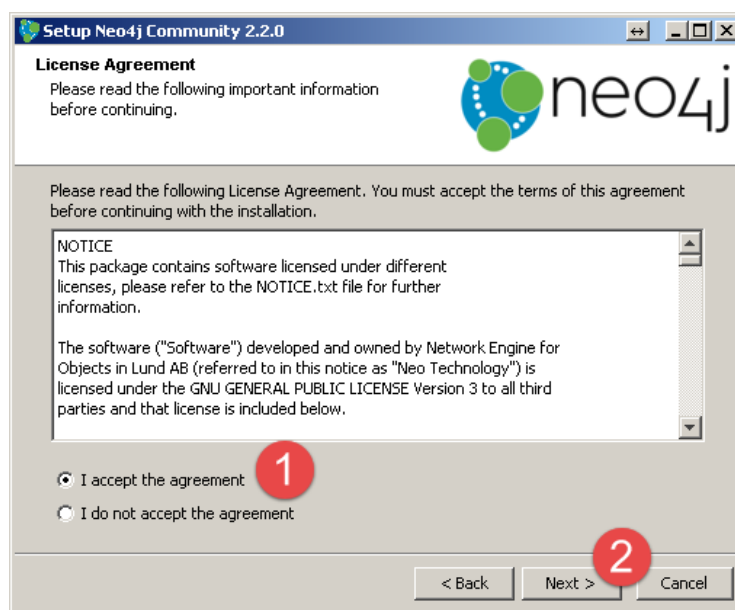 Setup Neo4j Community 2.2.0
License Agreement
Please read the following important information
before continuing.
neo4j
Please read the following License Agreement. You must accept the terms of this agreement
before continuing with the installation.
NOTICE
This package contains software licensed under different
licenses, please refer to the NOTICE.txt file for further
information.
The software ("Software") developed and owned by Network Engine for
Objects in Lund AB (referred to in this notice as "Neo Technology") is
licensed under the GNU GENERAL PUBLIC LICENSE Version 3 to all third
parties and that license is included below.
I accept the agreement
1
I do not accept the agreement
2
< Back Next > Cancel